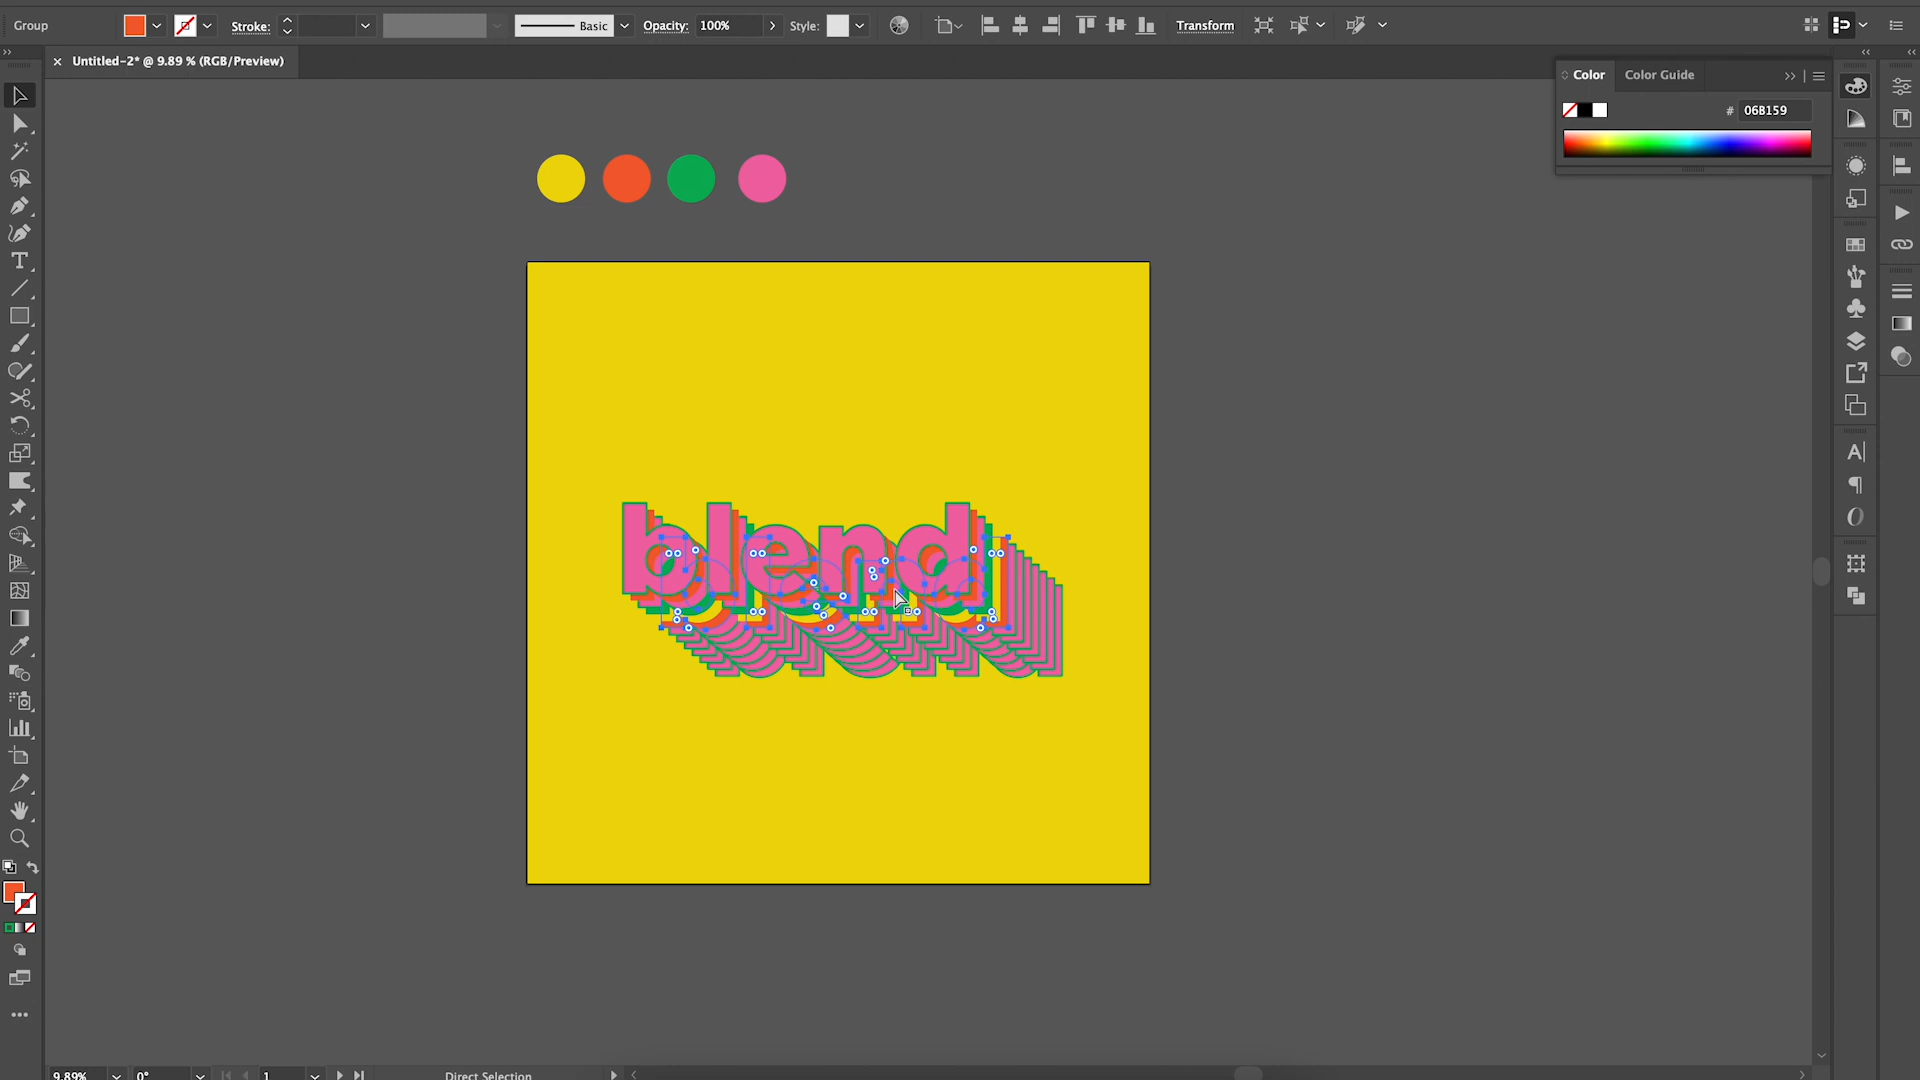 Group
Stroke:
Basic
Opacity: 100%
Style:
Transform
Untitled-2* @ 9.89 % (RGB/Preview)
Color
Color Guide
# 06B159
blend
9.89%
0°
1
Direct Selection